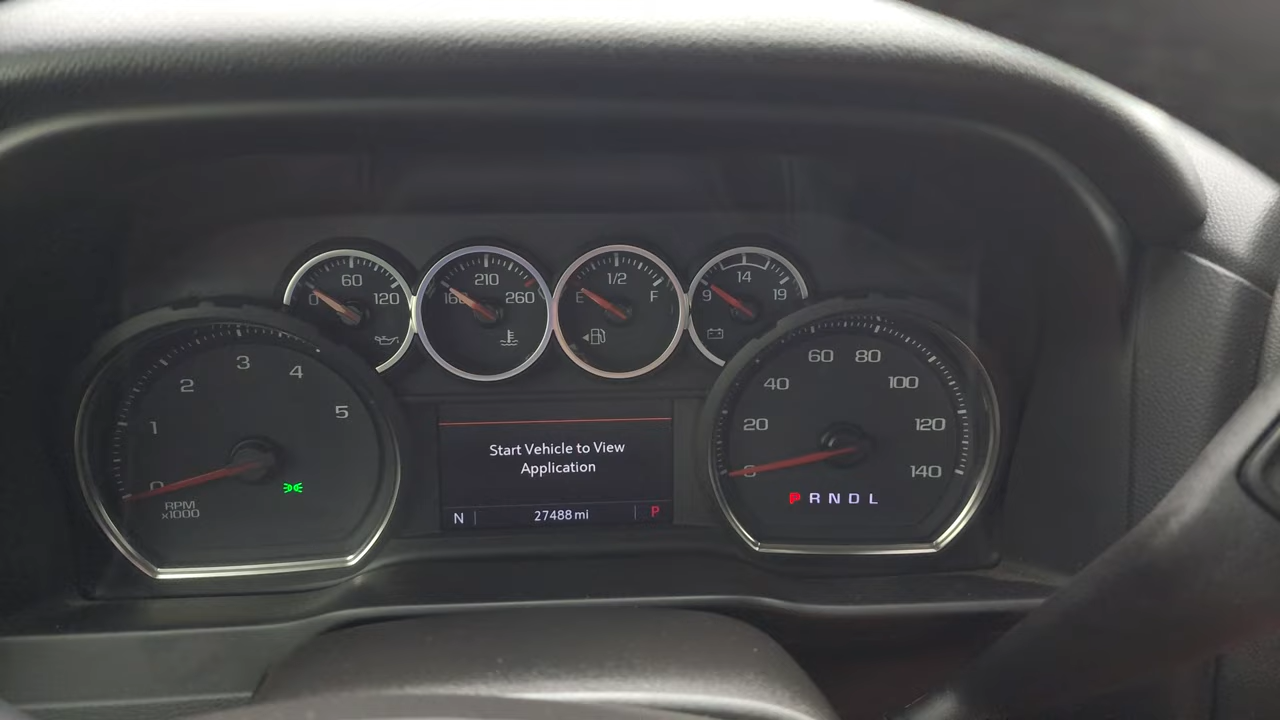 60
0 120
210
160 260
1/2
E F
14
9 19
3
2 4
1 5
0
RPM
x1000
Start Vehicle to View
Application
N 27488 mi P
60 80
40 100
20 120
0 140
P R N D L